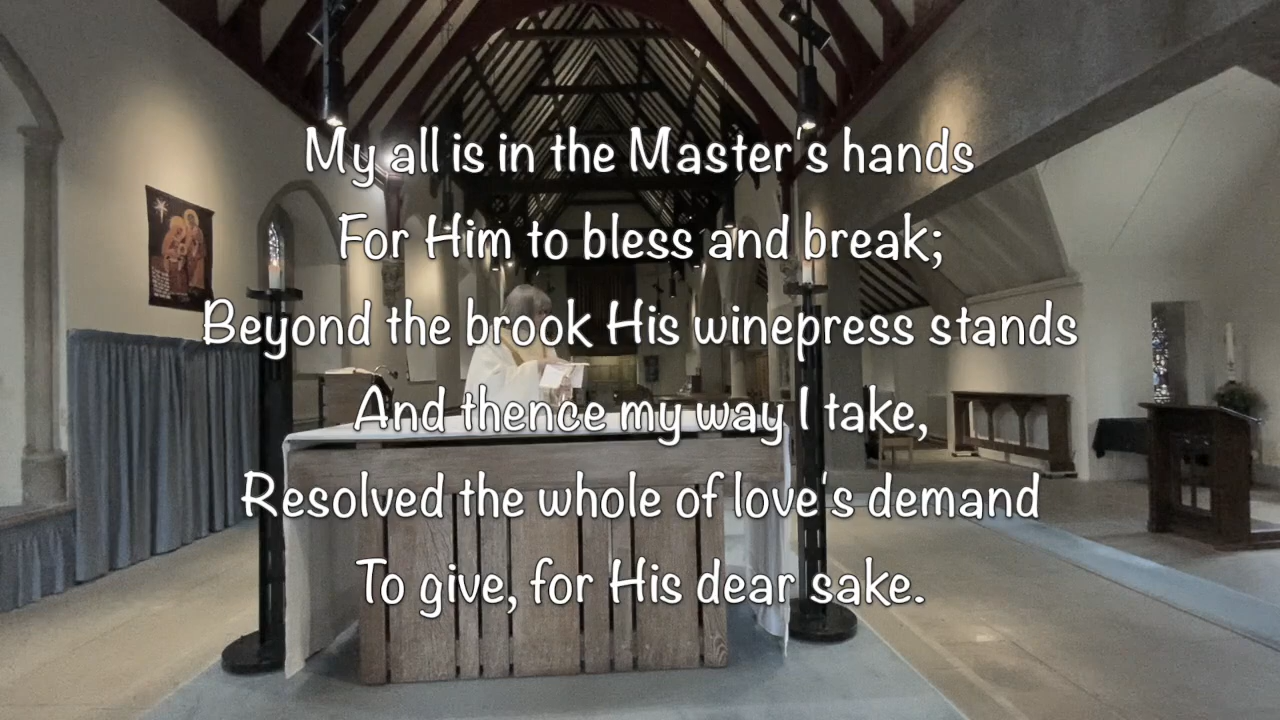 My all is in the Master's hands
For Him to bless and break;
Beyond the brook His winepress stands
And thence my way I take,
Resolved the whole of love's demand
To give, for His dear sake.